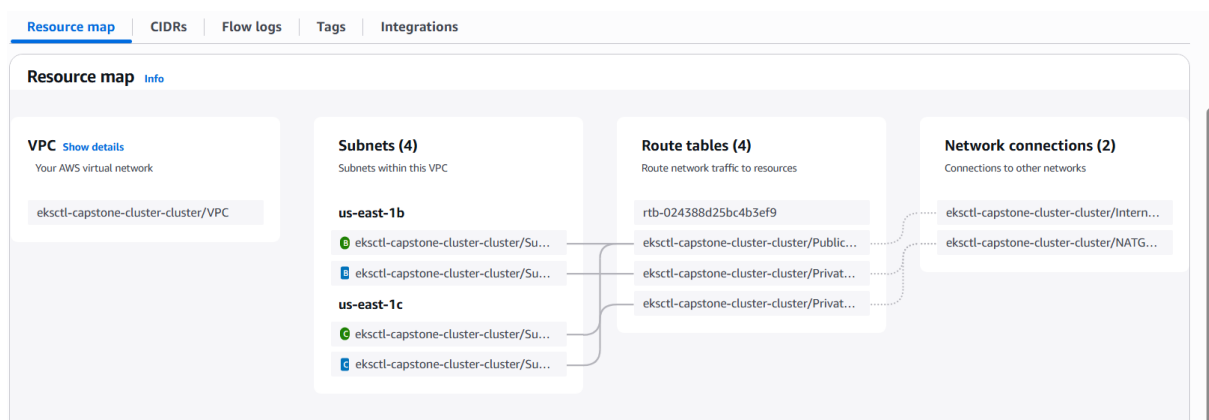 Resource map
CIDRs
Flow logs
Tags
Integrations
Resource map Info
VPC Show details
Your AWS virtual network
eksctl-capstone-cluster-cluster/VPC
Subnets (4)
Subnets within this VPC
us-east-1b
B eksctl-capstone-cluster-cluster/Su...
B eksctl-capstone-cluster-cluster/Su...
us-east-1c
C eksctl-capstone-cluster-cluster/Su...
C eksctl-capstone-cluster-cluster/Su...
Route tables (4)
Route network traffic to resources
rtb-024388d25bc4b3ef9
eksctl-capstone-cluster-cluster/Public...
eksctl-capstone-cluster-cluster/Privat...
eksctl-capstone-cluster-cluster/Privat...
Network connections (2)
Connections to other networks
eksctl-capstone-cluster-cluster/Intern...
eksctl-capstone-cluster-cluster/NATG...